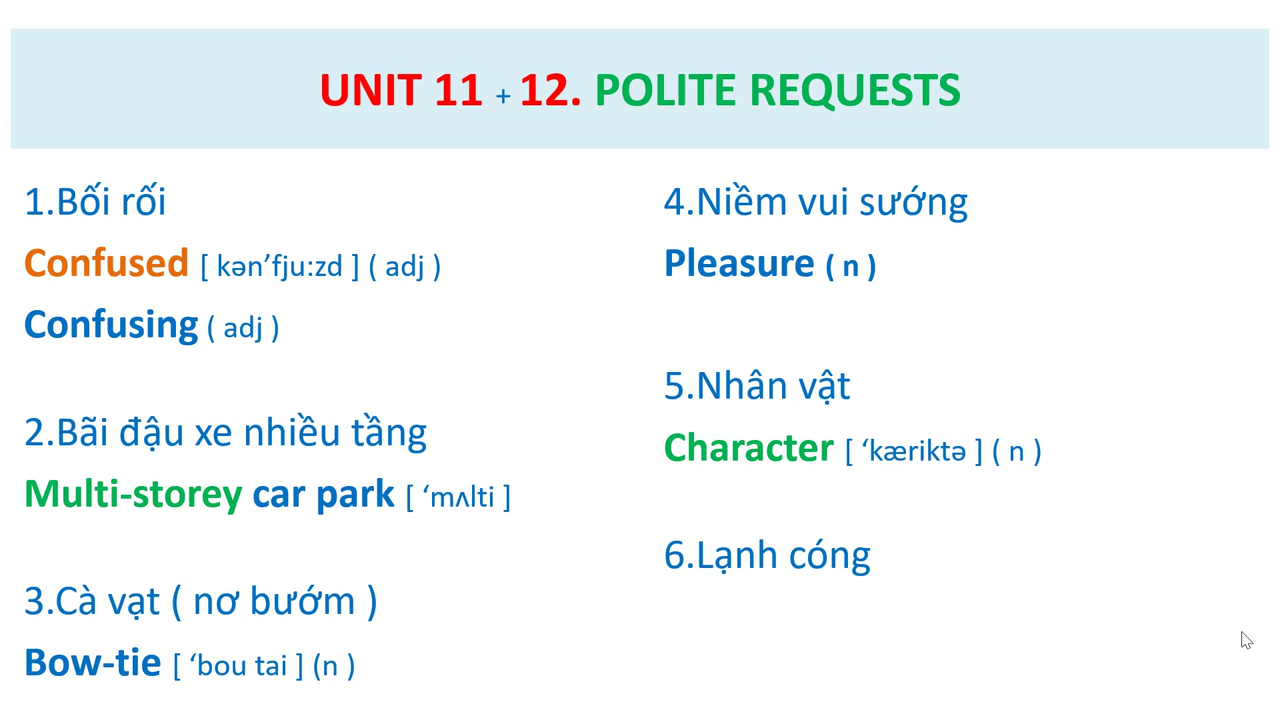 UNIT 11 + 12. POLITE REQUESTS
1.Bối rối
Confused [ kən’fju:zd ] ( adj )
Confusing ( adj )
2.Bãi đậu xe nhiều tầng
Multi-storey car park [ ‘mʌlti ]
3.Cà vạt ( nơ bướm )
Bow-tie [ ‘bou tai ] (n )
4.Niềm vui sướng
Pleasure ( n )
5.Nhân vật
Character [ ‘kæriktə ] ( n )
6.Lạnh cóng